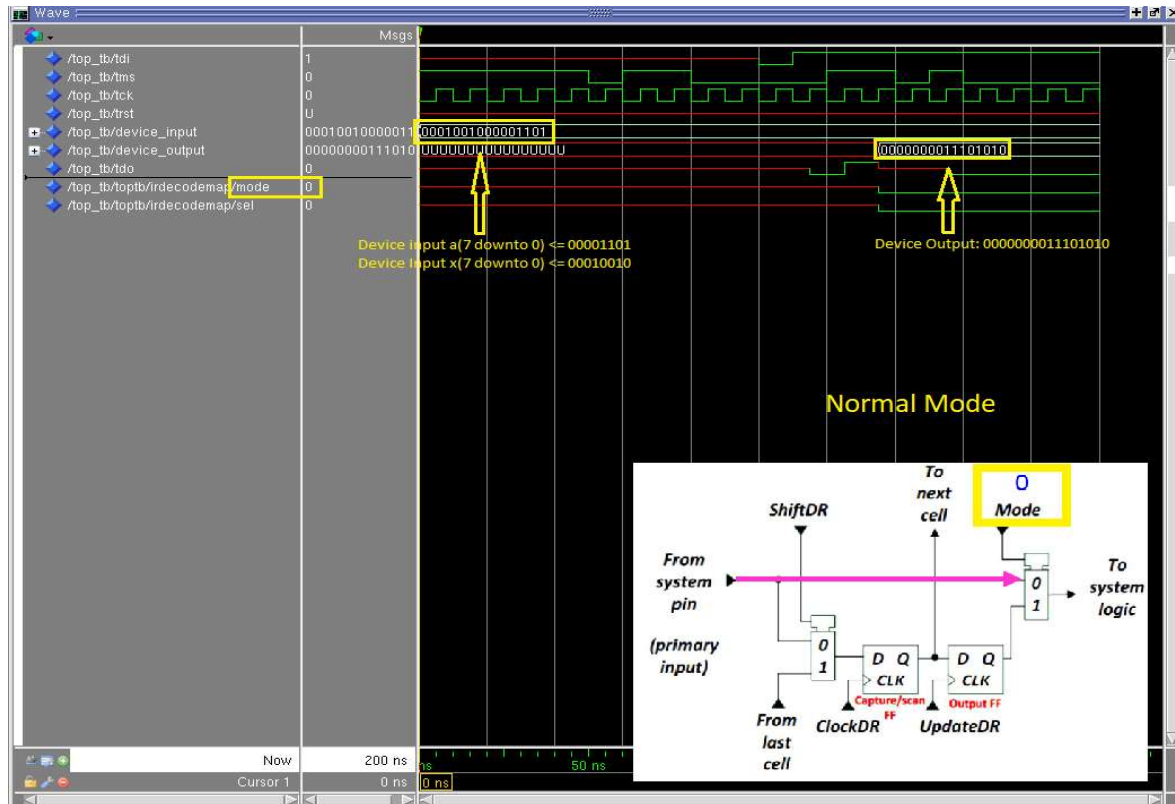 Wave
Msgs
/top_tb/tdi 1
/top_tb/tms 0
/top_tb/tck 0
/top_tb/trst U
/top_tb/device_input 00010010000011 0001001000001101
/top_tb/device_output 00000000111010 UUUUUUUUUUUUUUUU 0000000011101010
/top_tb/tdo 0
/top_tb/toptb/irdecodemap/mode 0
/top_tb/toptb/irdecodemap/sel 0
Device input a(7 downto 0) <= 00001101
Device Input x(7 downto 0) <= 00010010
Device Output: 0000000011101010
Normal Mode
To
next
cell
0
Mode
ShiftDR
From
system
pin
(primary
input)
0
1
To
system
logic
0
1
D Q
CLK
D Q
CLK
Capture/scan
FF
Output FF
From
last
cell
ClockDR
UpdateDR
Now 200 ns
ns 50 ns
Cursor 1 0 ns 0 ns